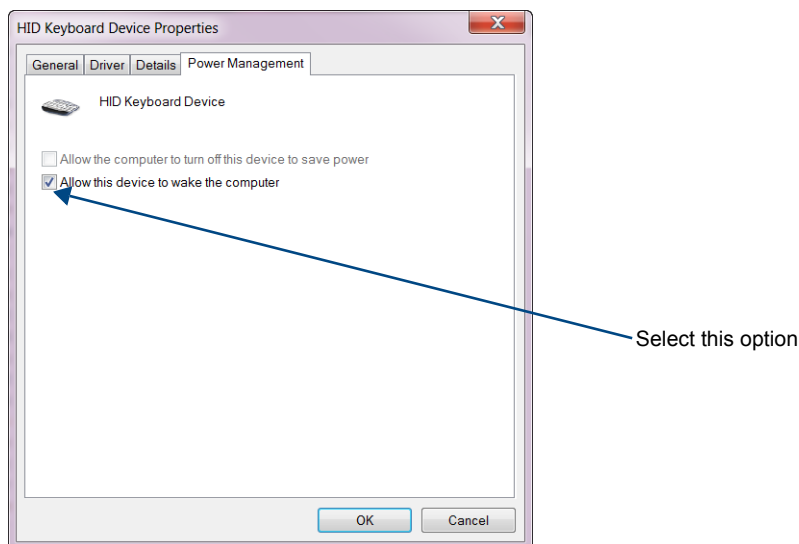 HID Keyboard Device Properties
X
General Driver Details Power Management
HID Keyboard Device
Allow the computer to turn off this device to save power
Allow this device to wake the computer
Select this option
OK Cancel